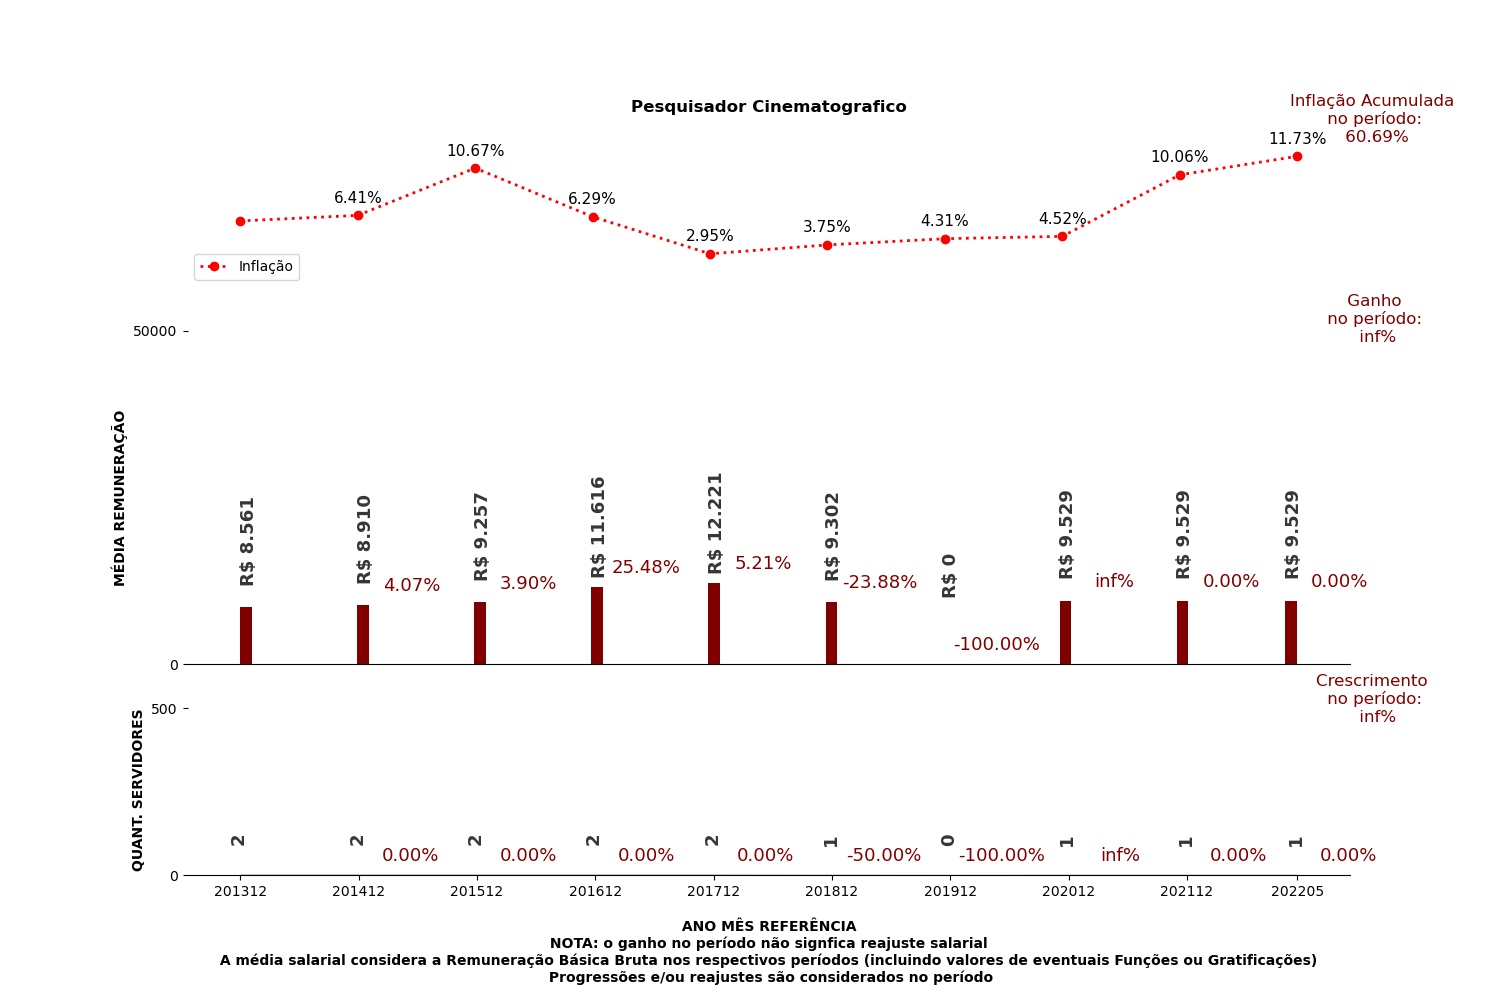 Pesquisador Cinematografico
Inflação Acumulada
no período:
60.69%
6.41%
10.67%
6.29%
2.95%
3.75%
4.31%
4.52%
10.06%
11.73%
Inflação
Ganho
no período:
inf%
50000
0
MÉDIA REMUNERAÇÃO
R$ 8.561
R$ 8.910
R$ 9.257
R$ 11.616
R$ 12.221
R$ 9.302
R$ 0
R$ 9.529
R$ 9.529
R$ 9.529
4.07%
3.90%
25.48%
5.21%
-23.88%
-100.00%
inf%
0.00%
0.00%
Crescrimento
no período:
inf%
500
0
QUANT. SERVIDORES
2
2
2
2
2
1
0
1
1
1
0.00%
0.00%
0.00%
0.00%
-50.00%
-100.00%
inf%
0.00%
0.00%
201312
201412
201512
201612
201712
201812
201912
202012
202112
202205
ANO MÊS REFERÊNCIA
NOTA: o ganho no período não signfica reajuste salarial
A média salarial considera a Remuneração Básica Bruta nos respectivos períodos (incluindo valores de eventuais Funções ou Gratificações)
Progressões e/ou reajustes são considerados no período